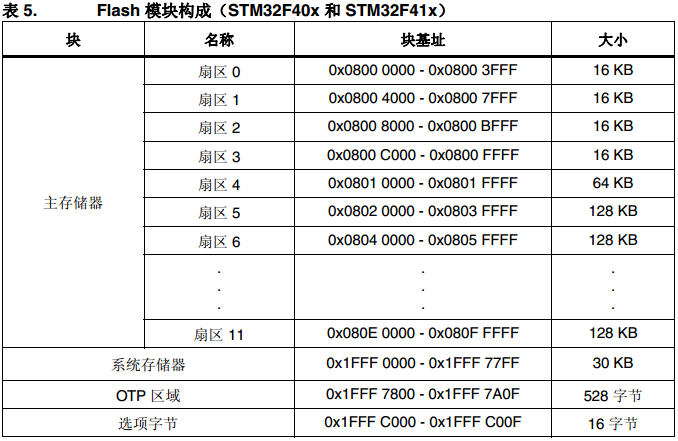 表 5. Flash 模块构成（STM32F40x 和 STM32F41x）
块 名称 块基址 大小
扇区 0 0x0800 0000 - 0x0800 3FFF 16 KB
扇区 1 0x0800 4000 - 0x0800 7FFF 16 KB
扇区 2 0x0800 8000 - 0x0800 BFFF 16 KB
扇区 3 0x0800 C000 - 0x0800 FFFF 16 KB
扇区 4 0x0801 0000 - 0x0801 FFFF 64 KB
主存储器
扇区 5 0x0802 0000 - 0x0803 FFFF 128 KB
扇区 6 0x0804 0000 - 0x0805 FFFF 128 KB
. . .
. . .
. . .
扇区 11 0x080E 0000 - 0x080F FFFF 128 KB
系统存储器 0x1FFF 0000 - 0x1FFF 77FF 30 KB
OTP 区域 0x1FFF 7800 - 0x1FFF 7A0F 528 字节
选项字节 0x1FFF C000 - 0x1FFF C00F 16 字节